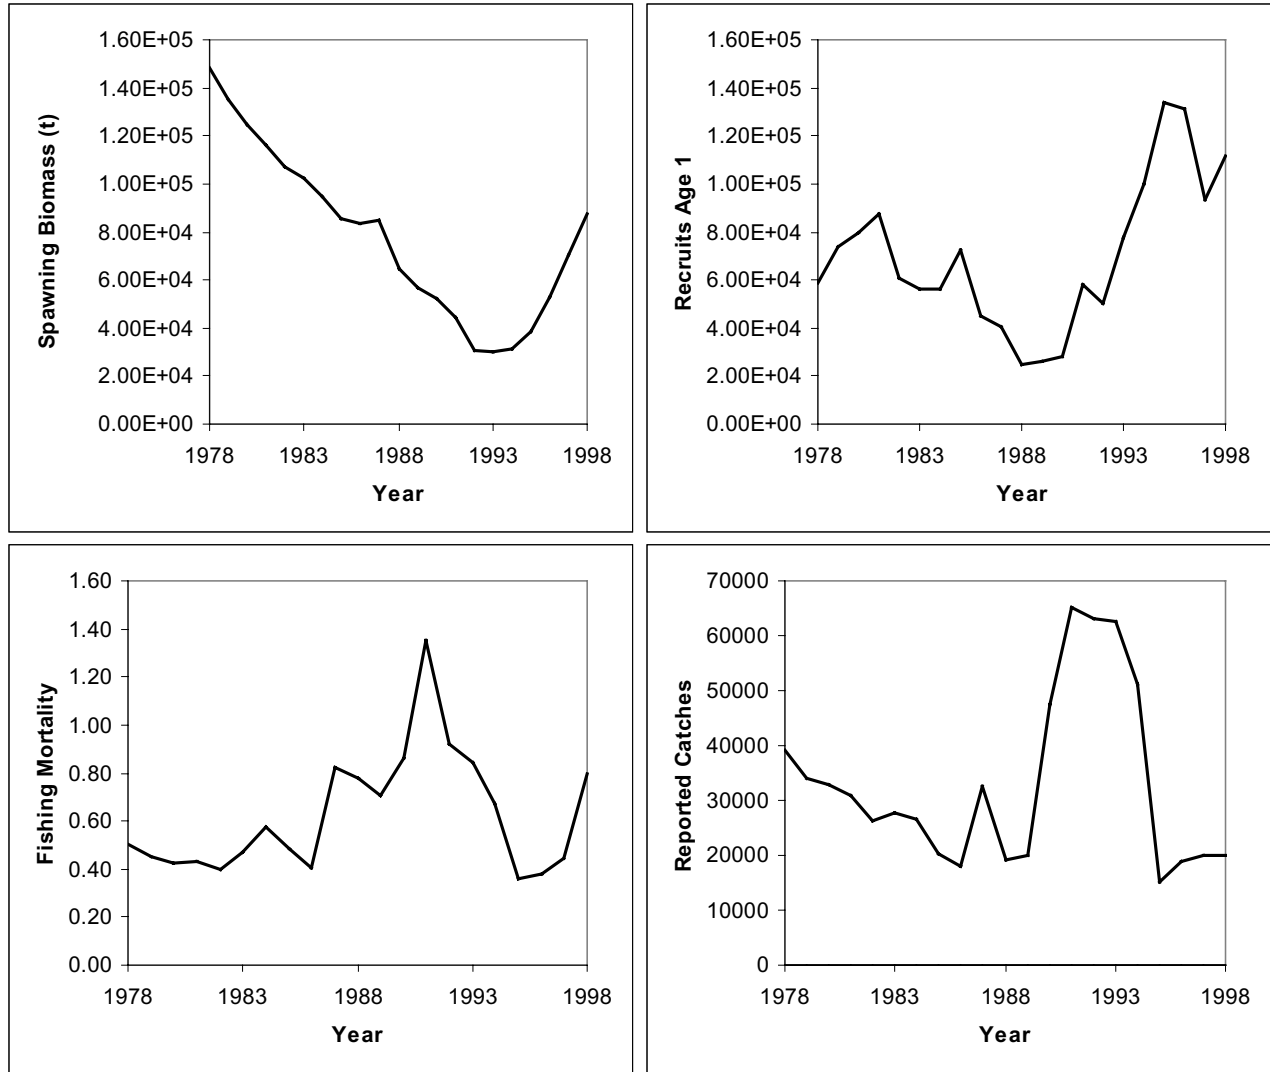 Spawning Biomass (t)
1.60E+05
1.40E+05
1.20E+05
1.00E+05
8.00E+04
6.00E+04
4.00E+04
2.00E+04
0.00E+00
1978 1983 1988 1993 1998
Year
Recruits Age 1
1.60E+05
1.40E+05
1.20E+05
1.00E+05
8.00E+04
6.00E+04
4.00E+04
2.00E+04
0.00E+00
1978 1983 1988 1993 1998
Year
Fishing Mortality
1.60
1.40
1.20
1.00
0.80
0.60
0.40
0.20
0.00
1978 1983 1988 1993 1998
Year
Reported Catches
70000
60000
50000
40000
30000
20000
10000
0
1978 1983 1988 1993 1998
Year